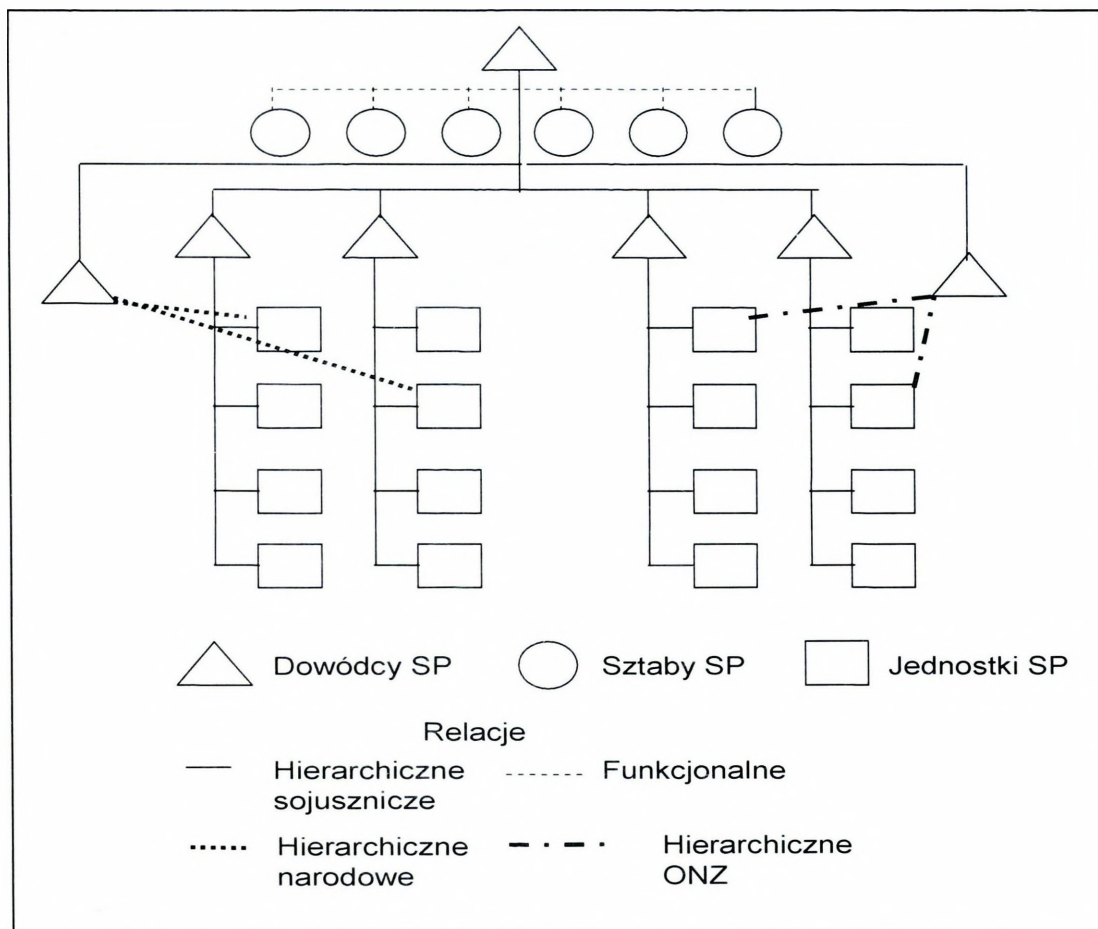 Dowódcy SP
Sztaby SP
Jednostki SP
Relacje
Hierarchiczne
sojusznicze
Funkcjonalne
Hierarchiczne
narodowe
Hierarchiczne
ONZ